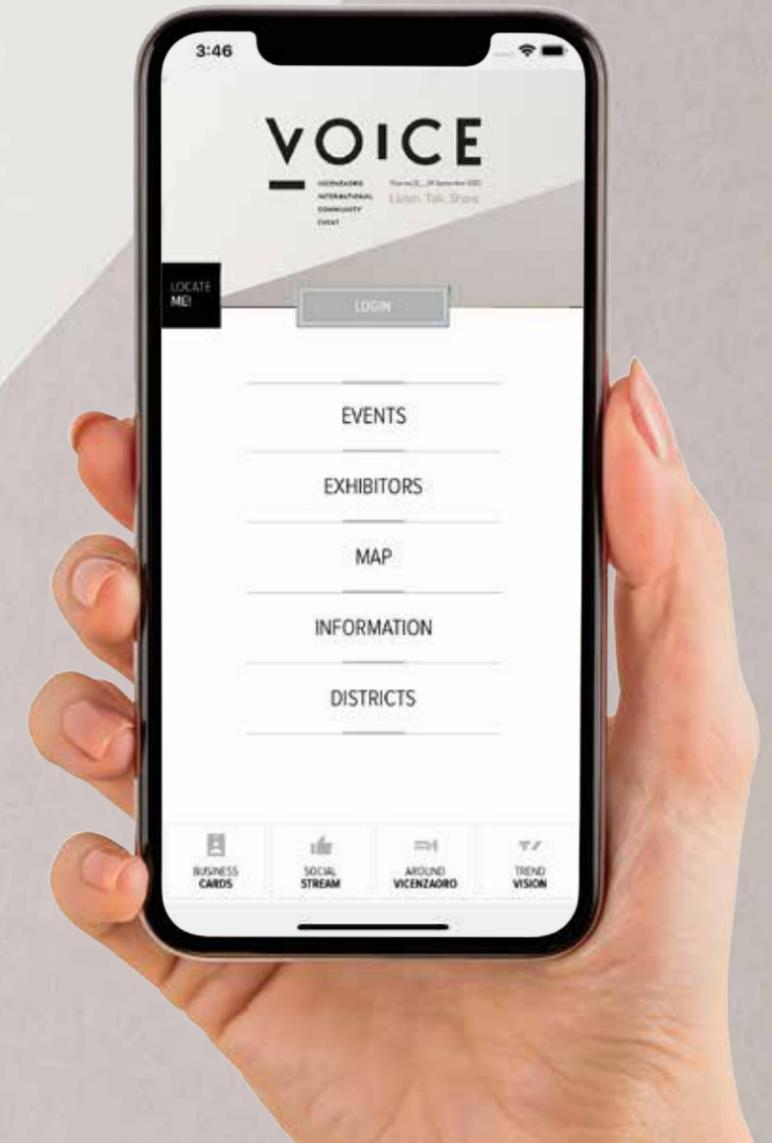 3:46
VOICE
VICENZAORO
INTERNATIONAL
COMMUNITY
EVENT
Listen. Talk. Share
LOCATE
ME!
LOGIN
EVENTS
EXHIBITORS
MAP
INFORMATION
DISTRICTS
BUSINESS
CARDS
SOCIAL
STREAM
AROUND
VICENZAORO
TREND
VISION